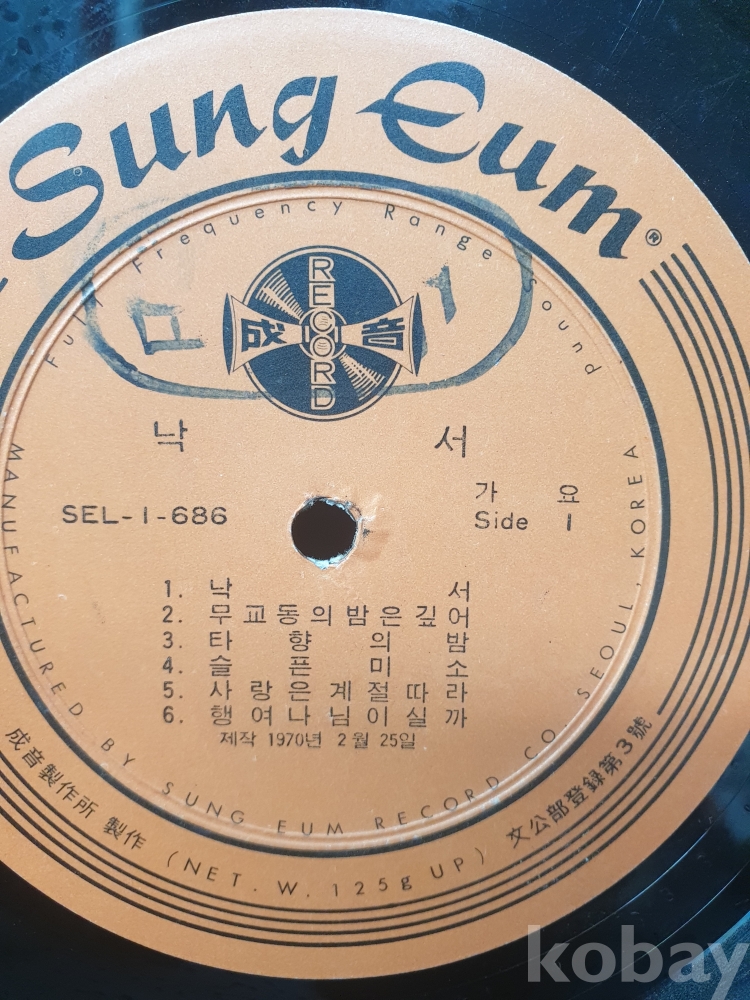 Sung Eum®
Full Frequency Range Sound
RECORD
成音
ㅁ ㄱ
낙 서
SEL-1-686
가 요
Side 1
1. 낙 서
2. 무교동의밤은깊어
3. 타 향 의 밤
4. 슬 픈 미 소
5. 사랑은계절따라
6. 행여나님이실까
제작 1970년 2월 25일
MANUFACTURED BY SUNG EUM RECORD CO. SEOUL, KOREA
成音製作所 製作 (NET. W. 125g UP) 文公部登録第3號
kobay